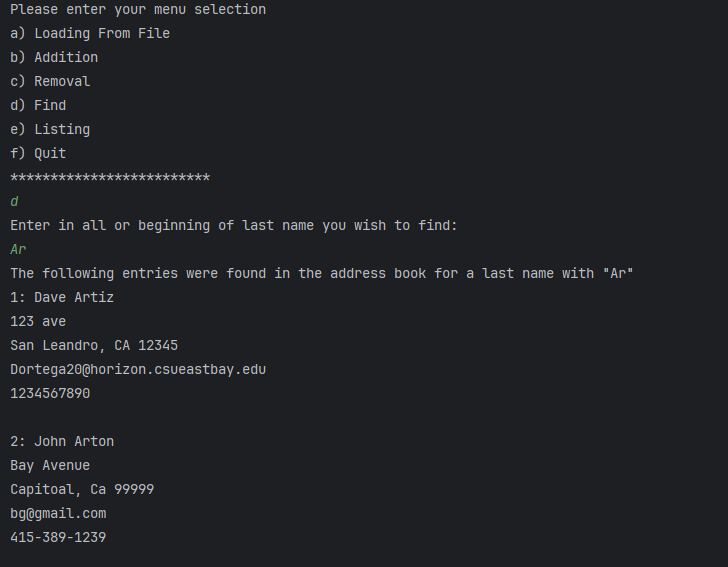 Please enter your menu selection
a) Loading From File
b) Addition
c) Removal
d) Find
e) Listing
f) Quit
*************************
d
Enter in all or beginning of last name you wish to find:
Ar
The following entries were found in the address book for a last name with "Ar"
1: Dave Artiz
123 ave
San Leandro, CA 12345
Dortega20@horizon.csueastbay.edu
1234567890

2: John Arton
Bay Avenue
Capitoal, Ca 99999
bg@gmail.com
415-389-1239